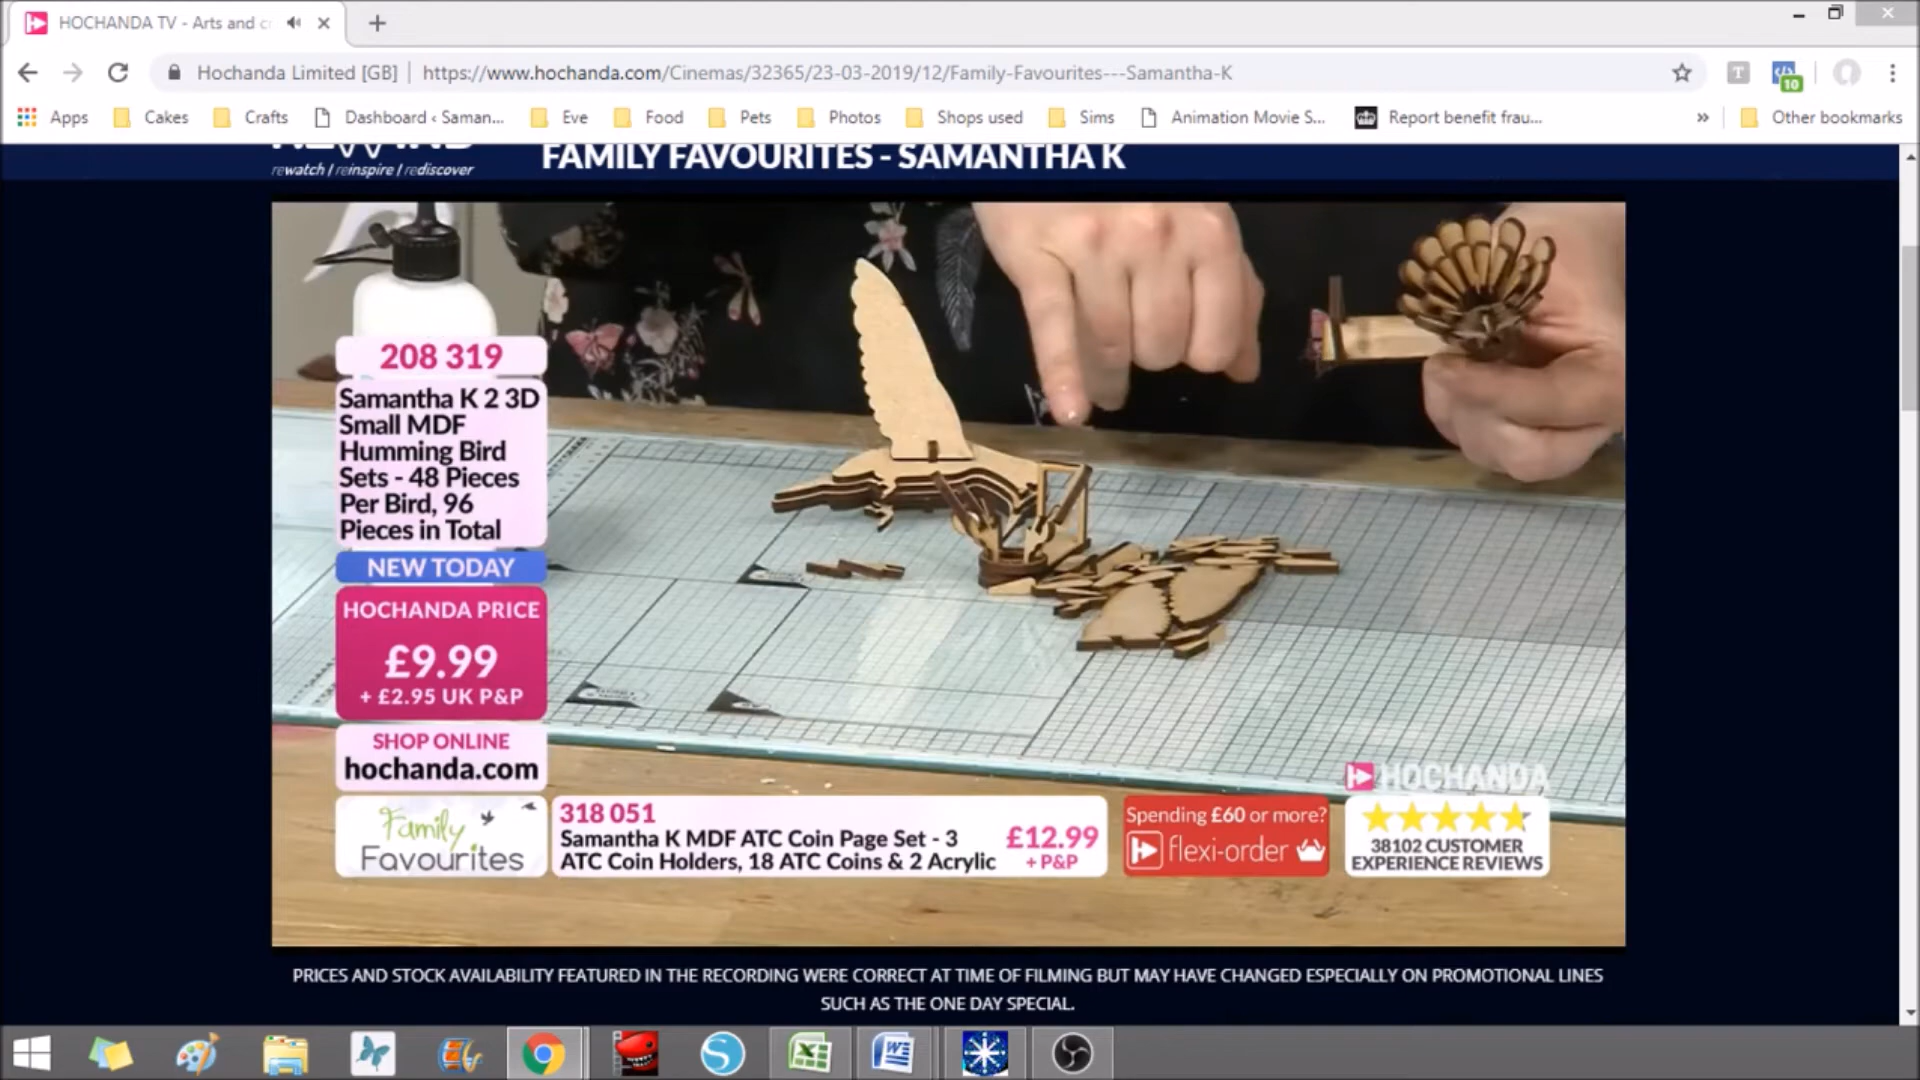 HOCHANDA TV - Arts and cr
Hochanda Limited [GB] https://www.hochanda.com/Cinemas/32365/23-03-2019/12/Family-Favourites---Samantha-K
T
10
Apps Cakes Crafts Dashboard ‹ Saman... Eve Food Pets Photos Shops used Sims Animation Movie S... Report benefit frau... » Other bookmarks
rewatch / reinspire / rediscover
FAMILY FAVOURITES - SAMANTHA K
208 319
Samantha K 2 3D
Small MDF
Humming Bird
Sets - 48 Pieces
Per Bird, 96
Pieces in Total
NEW TODAY
HOCHANDA PRICE
£9.99
+ £2.95 UK P&P
SHOP ONLINE
hochanda.com
Family
Favourites
318 051
Samantha K MDF ATC Coin Page Set - 3
ATC Coin Holders, 18 ATC Coins & 2 Acrylic
£12.99
+ P&P
Spending £60 or more?
flexi-order
HOCHANDA
38102 CUSTOMER
EXPERIENCE REVIEWS
PRICES AND STOCK AVAILABILITY FEATURED IN THE RECORDING WERE CORRECT AT TIME OF FILMING BUT MAY HAVE CHANGED ESPECIALLY ON PROMOTIONAL LINES
SUCH AS THE ONE DAY SPECIAL.